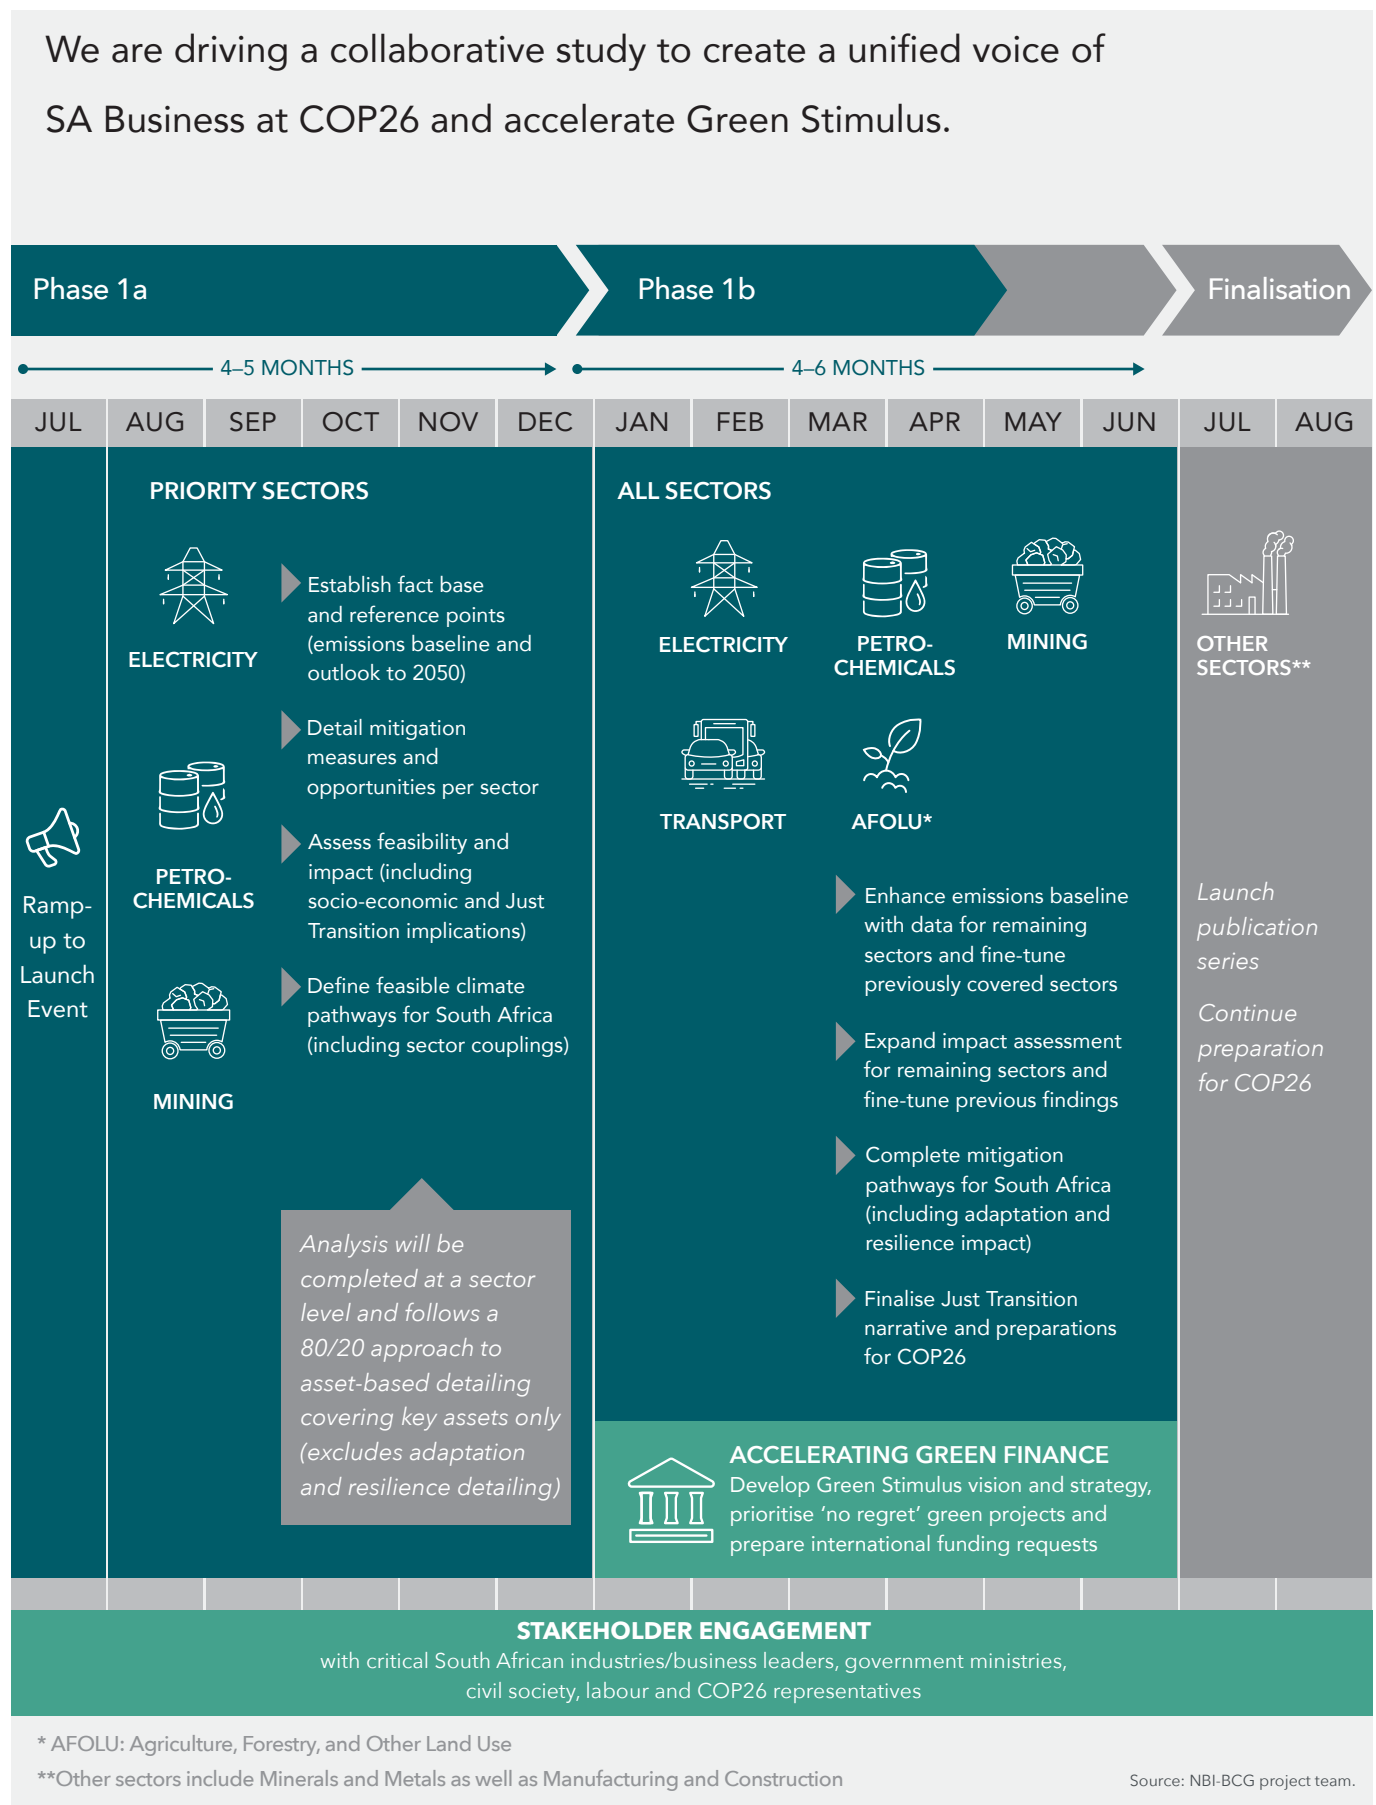 We are driving a collaborative study to create a unified voice of
SA Business at COP26 and accelerate Green Stimulus.
Phase 1a
Phase 1b
Finalisation
4–5 MONTHS
4–6 MONTHS
JUL
AUG
SEP
OCT
NOV
DEC
JAN
FEB
MAR
APR
MAY
JUN
JUL
AUG
Ramp-
up to
Launch
Event
PRIORITY SECTORS
ELECTRICITY
PETRO-
CHEMICALS
MINING
Establish fact base
and reference points
(emissions baseline and
outlook to 2050)
Detail mitigation
measures and
opportunities per sector
Assess feasibility and
impact (including
socio-economic and Just
Transition implications)
Define feasible climate
pathways for South Africa
(including sector couplings)
Analysis will be
completed at a sector
level and follows a
80/20 approach to
asset-based detailing
covering key assets only
(excludes adaptation
and resilience detailing)
ALL SECTORS
ELECTRICITY
PETRO-
CHEMICALS
MINING
TRANSPORT
AFOLU*
Enhance emissions baseline
with data for remaining
sectors and fine-tune
previously covered sectors
Expand impact assessment
for remaining sectors and
fine-tune previous findings
Complete mitigation
pathways for South Africa
(including adaptation and
resilience impact)
Finalise Just Transition
narrative and preparations
for COP26
ACCELERATING GREEN FINANCE
Develop Green Stimulus vision and strategy,
prioritise ‘no regret’ green projects and
prepare international funding requests
OTHER
SECTORS**
Launch
publication
series
Continue
preparation
for COP26
STAKEHOLDER ENGAGEMENT
with critical South African industries/business leaders, government ministries,
civil society, labour and COP26 representatives
* AFOLU: Agriculture, Forestry, and Other Land Use
**Other sectors include Minerals and Metals as well as Manufacturing and Construction
Source: NBI-BCG project team.